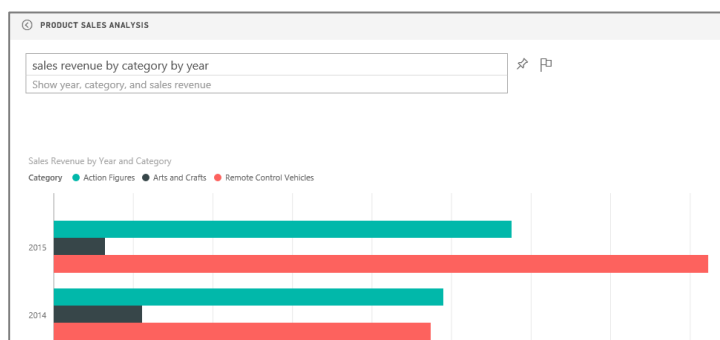 PRODUCT SALES ANALYSIS
sales revenue by category by year
Show year, category, and sales revenue
Sales Revenue by Year and Category
Category Action Figures Arts and Crafts Remote Control Vehicles
2015
2014